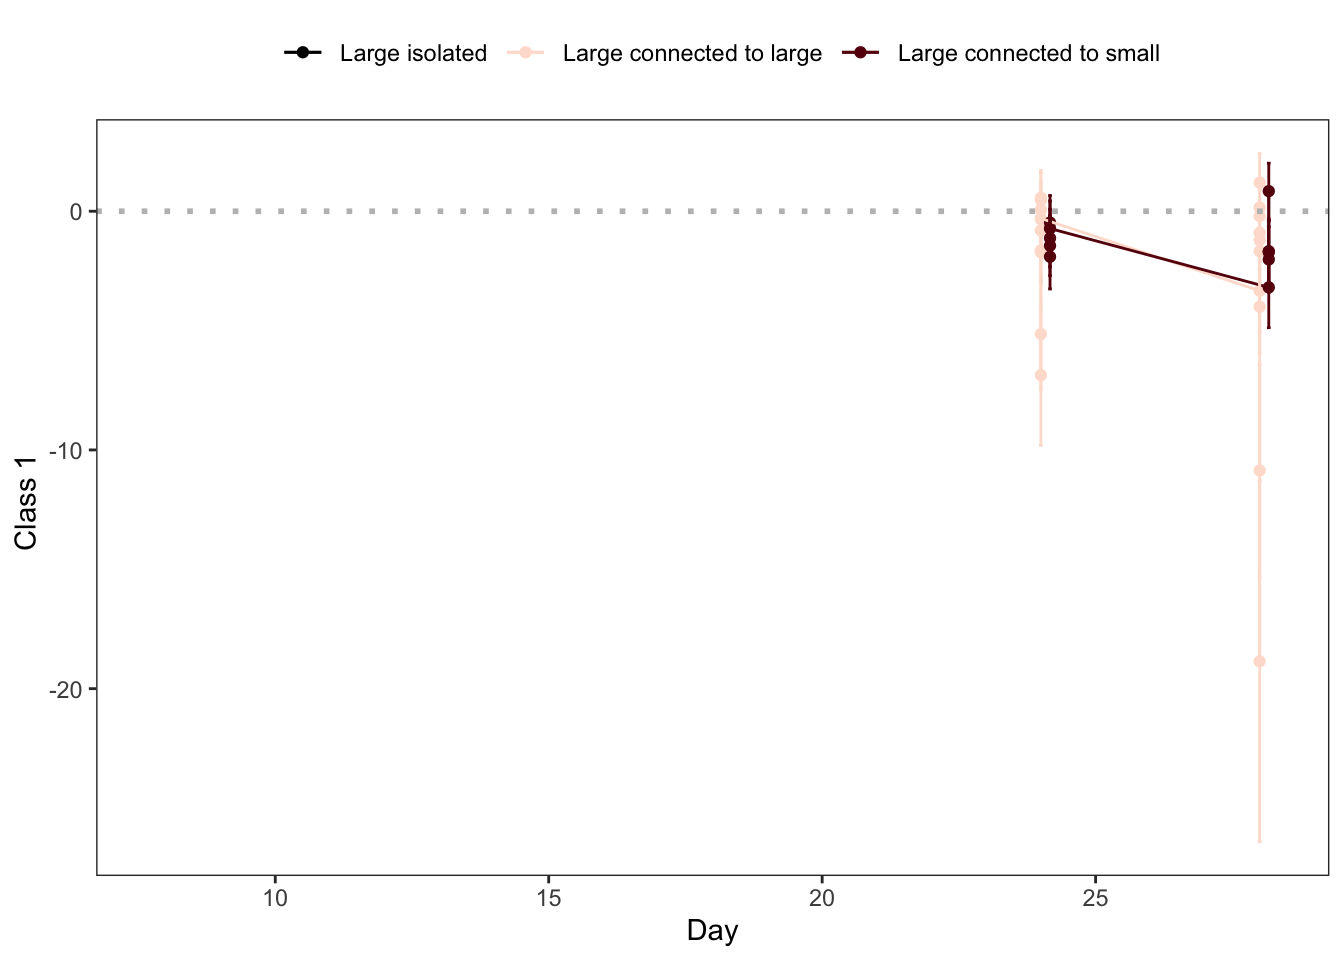 Large isolated Large connected to large Large connected to small
0
-10
-20
Class 1
10 15 20 25
Day